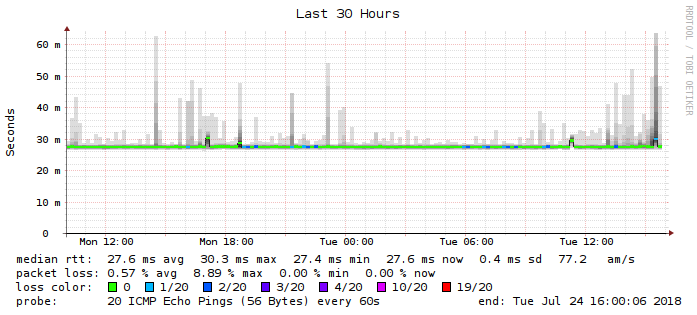 Last 30 Hours
RRDTOOL / TOBI OETIKER
Seconds
60 m
50 m
40 m
30 m
20 m
10 m
0
Mon 12:00 Mon 18:00 Tue 00:00 Tue 06:00 Tue 12:00
median rtt: 27.6 ms avg 30.3 ms max 27.4 ms min 27.6 ms now 0.4 ms sd 77.2 am/s
packet loss: 0.57 % avg 8.89 % max 0.00 % min 0.00 % now
loss color: 0 1/20 2/20 3/20 4/20 10/20 19/20
probe: 20 ICMP Echo Pings (56 Bytes) every 60s end: Tue Jul 24 16:00:06 2018